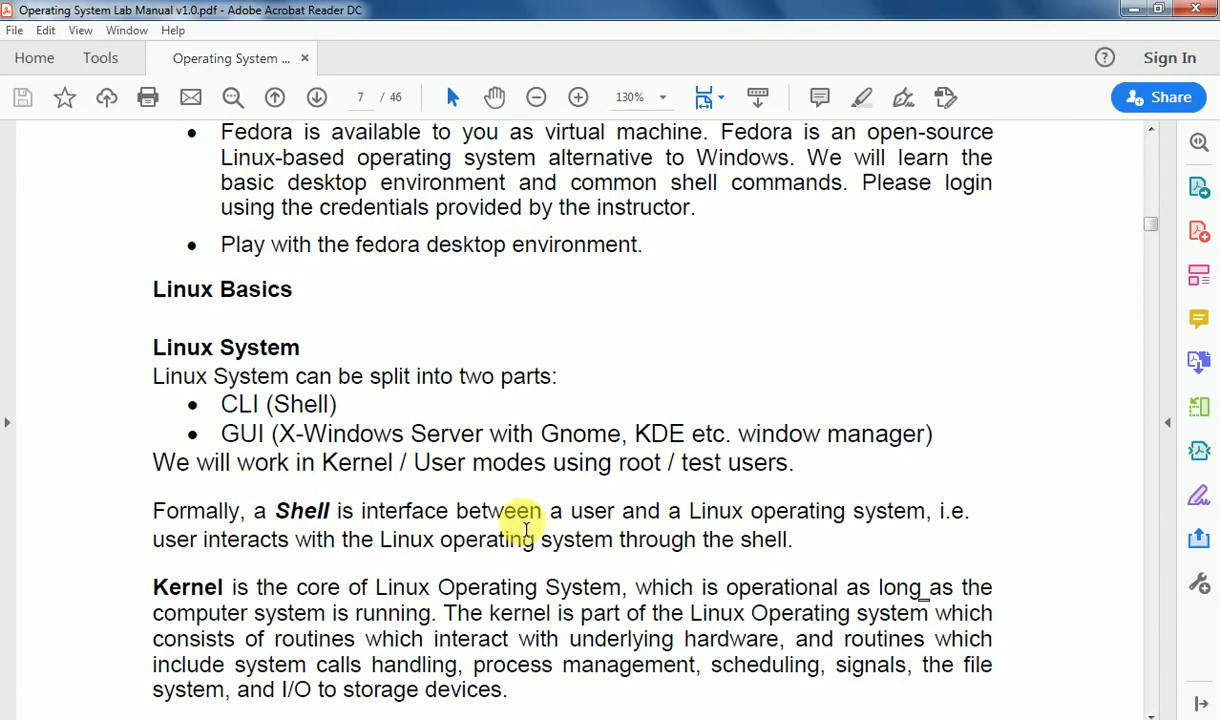 Operating System Lab Manual v1.0.pdf - Adobe Acrobat Reader DC
File Edit View Window Help
Home Tools Operating System ... × Sign In
7 / 46 130% Share
• Fedora is available to you as virtual machine. Fedora is an open-source
Linux-based operating system alternative to Windows. We will learn the
basic desktop environment and common shell commands. Please login
using the credentials provided by the instructor.
• Play with the fedora desktop environment.
Linux Basics
Linux System
Linux System can be split into two parts:
• CLI (Shell)
• GUI (X-Windows Server with Gnome, KDE etc. window manager)
We will work in Kernel / User modes using root / test users.
Formally, a Shell is interface between a user and a Linux operating system, i.e.
user interacts with the Linux operating system through the shell.
Kernel is the core of Linux Operating System, which is operational as long as the
computer system is running. The kernel is part of the Linux Operating system which
consists of routines which interact with underlying hardware, and routines which
include system calls handling, process management, scheduling, signals, the file
system, and I/O to storage devices.